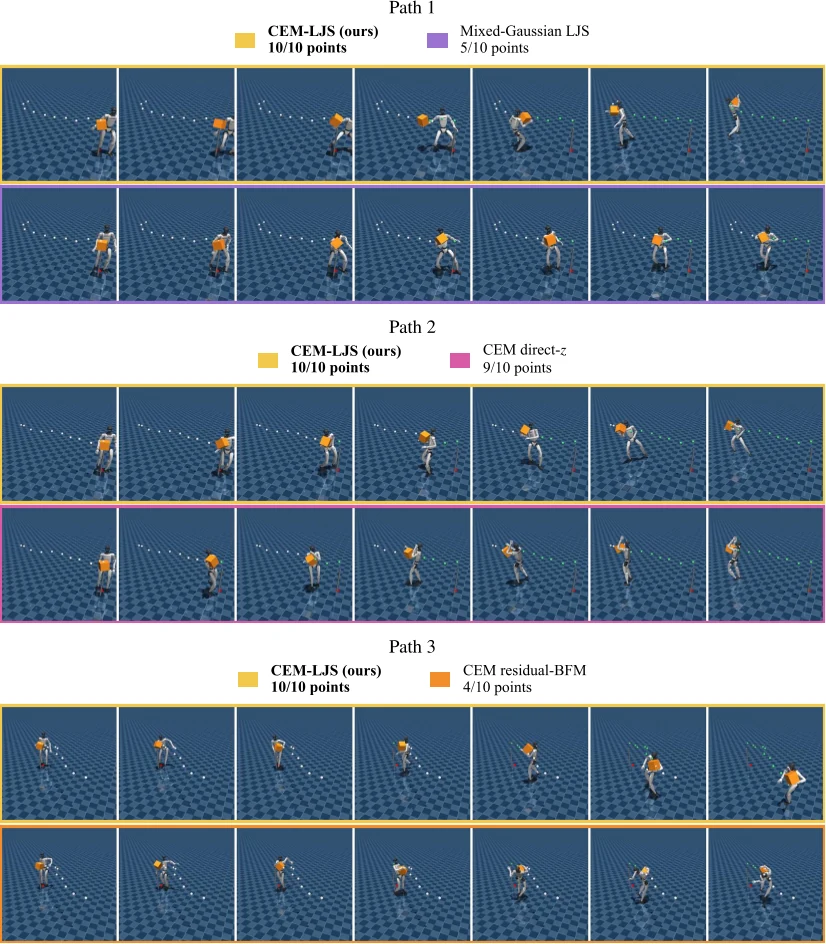 Path 1
CEM-LJS (ours)
10/10 points
Mixed-Gaussian LJS
5/10 points
Path 2
CEM-LJS (ours)
10/10 points
CEM direct-z
9/10 points
Path 3
CEM-LJS (ours)
10/10 points
CEM residual-BFM
4/10 points